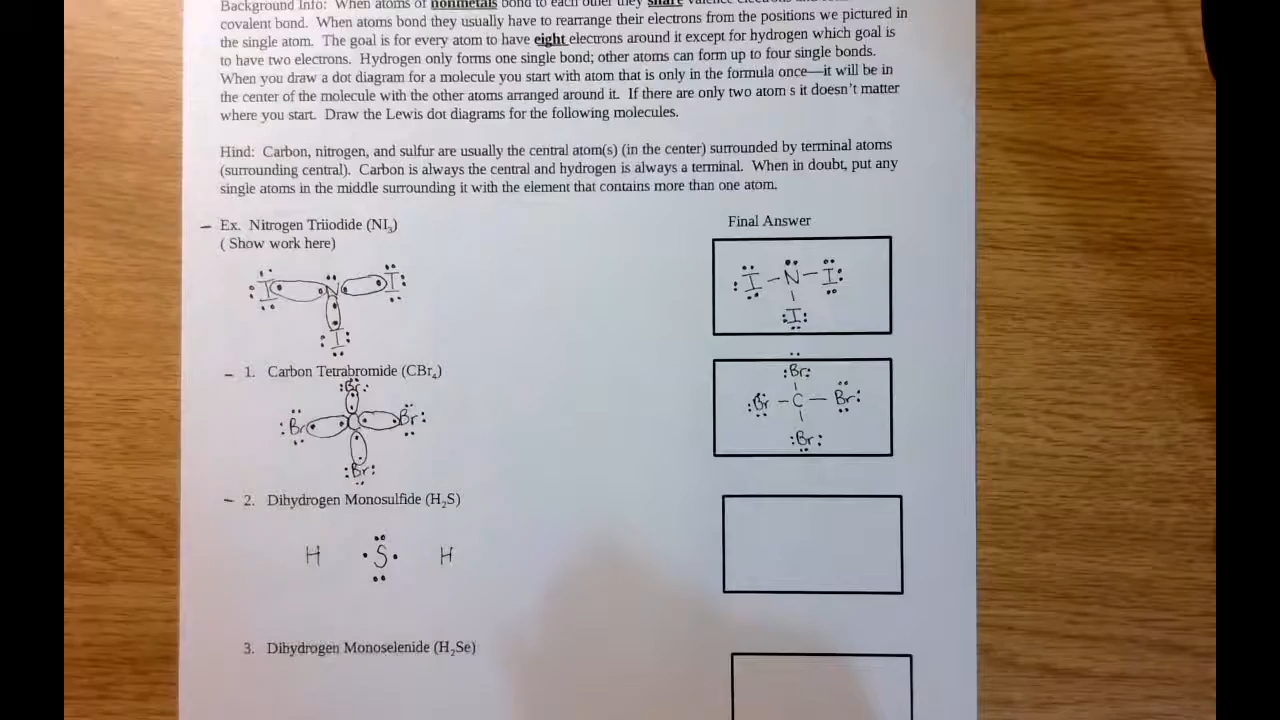 Background Info: When atoms of nonmetals bond to each other they share valence electrons and
covalent bond. When atoms bond they usually have to rearrange their electrons from the positions we pictured in
the single atom. The goal is for every atom to have eight electrons around it except for hydrogen which goal is
to have two electrons. Hydrogen only forms one single bond; other atoms can form up to four single bonds.
When you draw a dot diagram for a molecule you start with atom that is only in the formula once—it will be in
the center of the molecule with the other atoms arranged around it. If there are only two atom s it doesn't matter
where you start. Draw the Lewis dot diagrams for the following molecules.
Hind: Carbon, nitrogen, and sulfur are usually the central atom(s) (in the center) surrounded by terminal atoms
(surrounding central). Carbon is always the central and hydrogen is always a terminal. When in doubt, put any
single atoms in the middle surrounding it with the element that contains more than one atom.
– Ex. Nitrogen Triiodide (NI₃)
Final Answer
( Show work here)
I N I
I
I – N – I
I
– 1. Carbon Tetrabromide (CBr₄)
Br
Br C Br
Br
Br
Br – C – Br
Br
– 2. Dihydrogen Monosulfide (H₂S)
H S H
3. Dihydrogen Monoselenide (H₂Se)